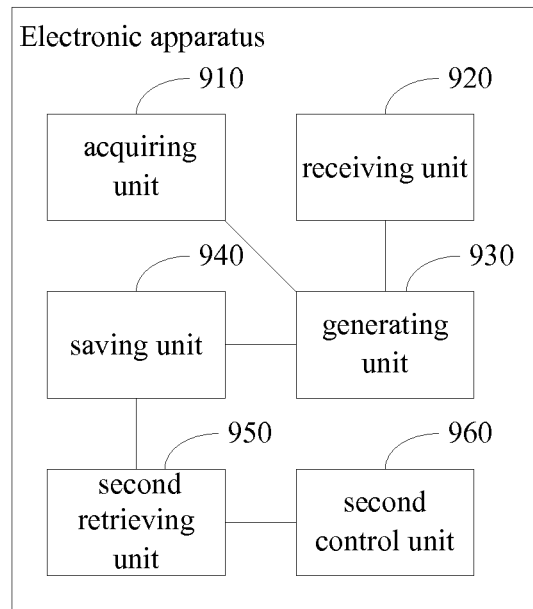 Electronic apparatus
910
920
acquiring
unit
receiving unit
940
930
saving unit
generating
unit
950
960
second
retrieving
unit
second
control unit